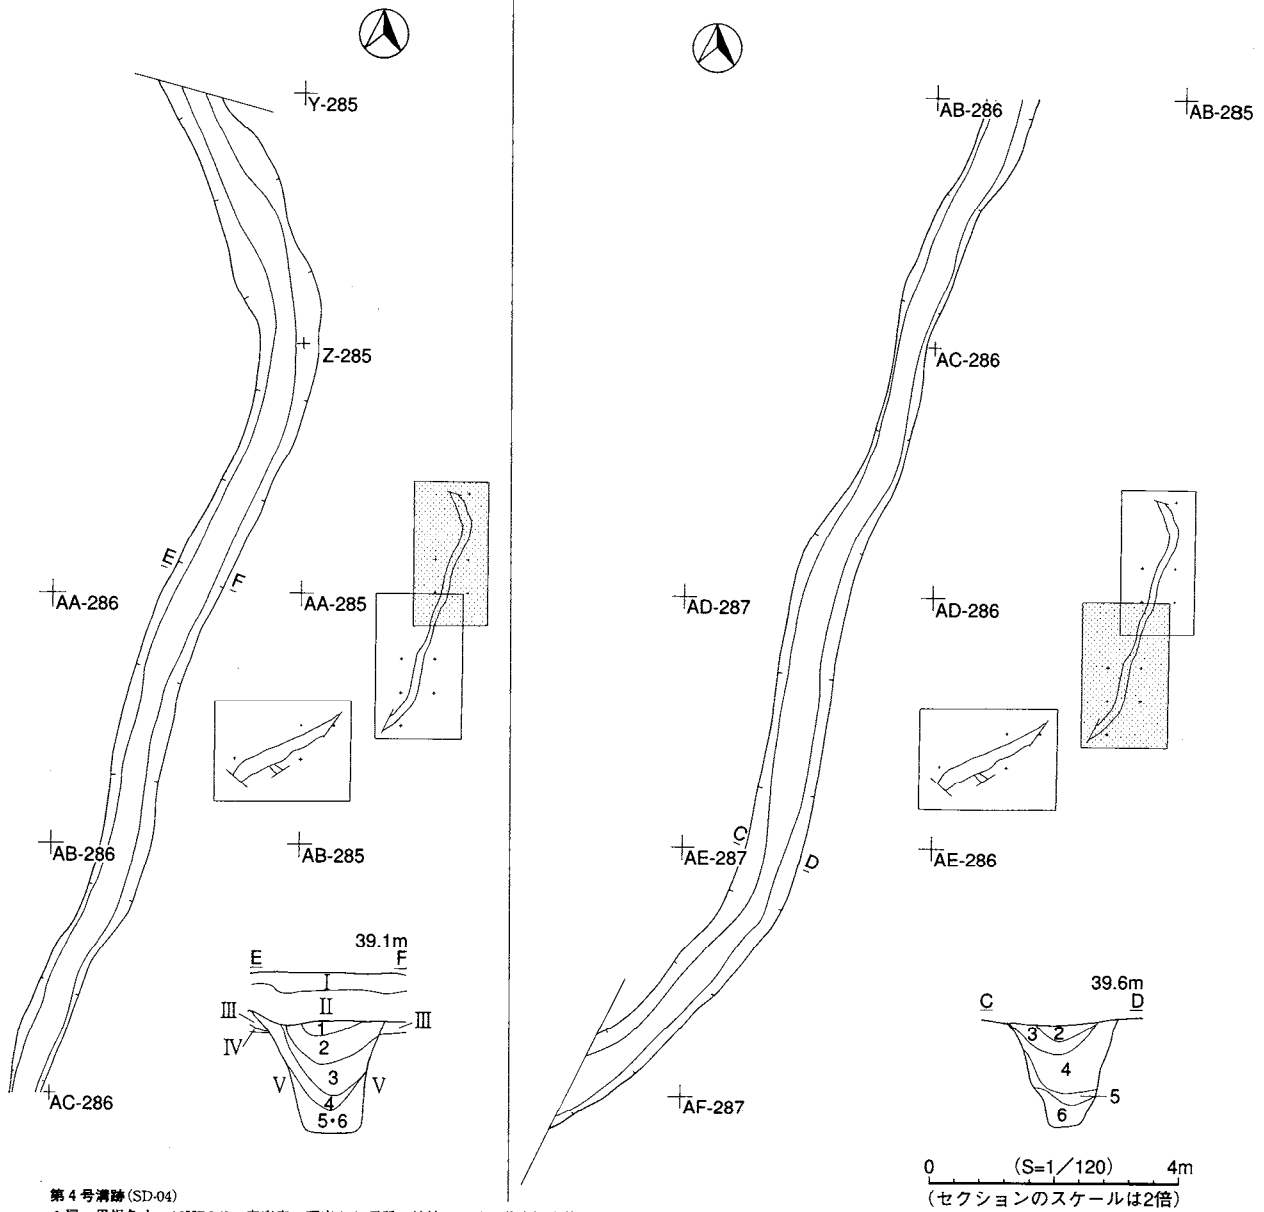 Y-285
Z-285
E
F
AA-286
AA-285
AB-286
AB-285
39.1m
E F
I
II
III 1 III
IV 2
V 3 V
4
5・6
AC-286
第4号溝跡(SD-04)
AB-286
AB-285
AC-286
AD-287
AD-286
C
AE-287
D
AE-286
39.6m
C D
3 2
4
5
6
AF-287
0 (S=1/120) 4m
(セクションのスケールは2倍)